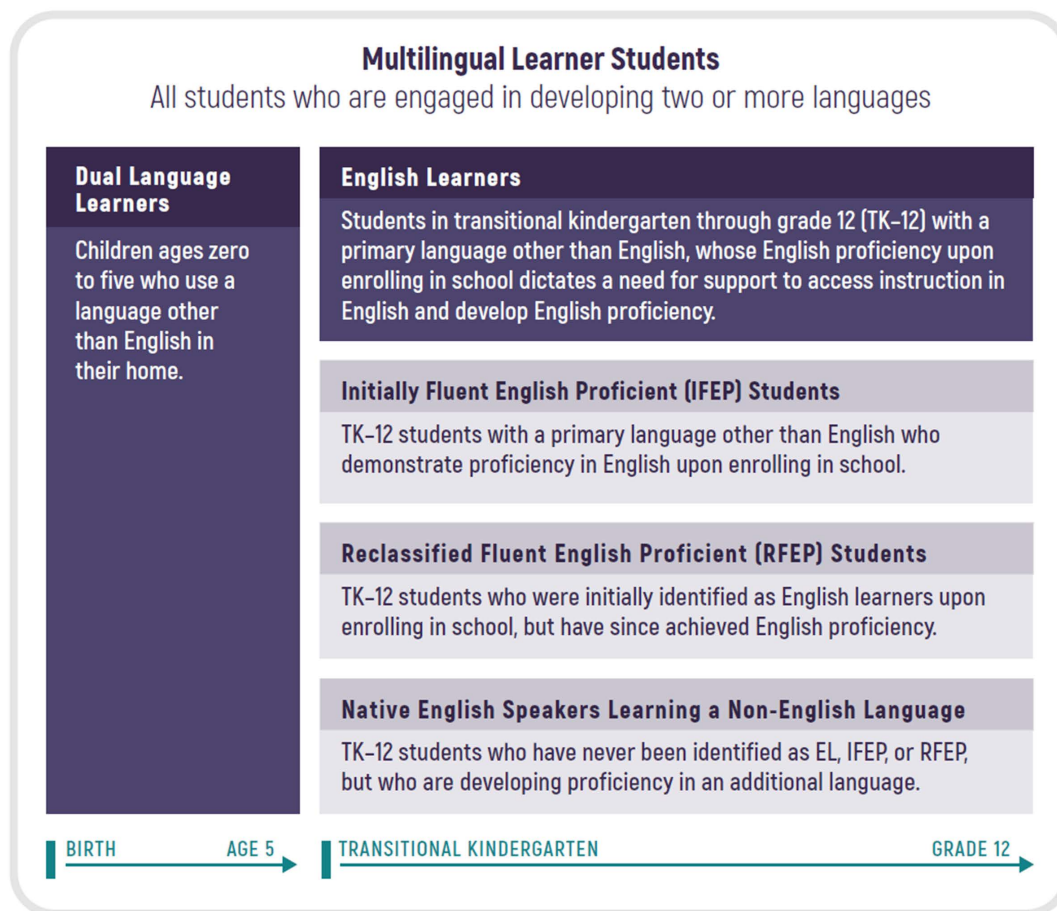 Multilingual Learner Students
All students who are engaged in developing two or more languages
Dual Language
Learners
Children ages zero
to five who use a
language other
than English in
their home.
English Learners
Students in transitional kindergarten through grade 12 (TK–12) with a
primary language other than English, whose English proficiency upon
enrolling in school dictates a need for support to access instruction in
English and develop English proficiency.
Initially Fluent English Proficient (IFEP) Students
TK–12 students with a primary language other than English who
demonstrate proficiency in English upon enrolling in school.
Reclassified Fluent English Proficient (RFEP) Students
TK–12 students who were initially identified as English learners upon
enrolling in school, but have since achieved English proficiency.
Native English Speakers Learning a Non-English Language
TK–12 students who have never been identified as EL, IFEP, or RFEP,
but who are developing proficiency in an additional language.
BIRTH AGE 5
TRANSITIONAL KINDERGARTEN GRADE 12